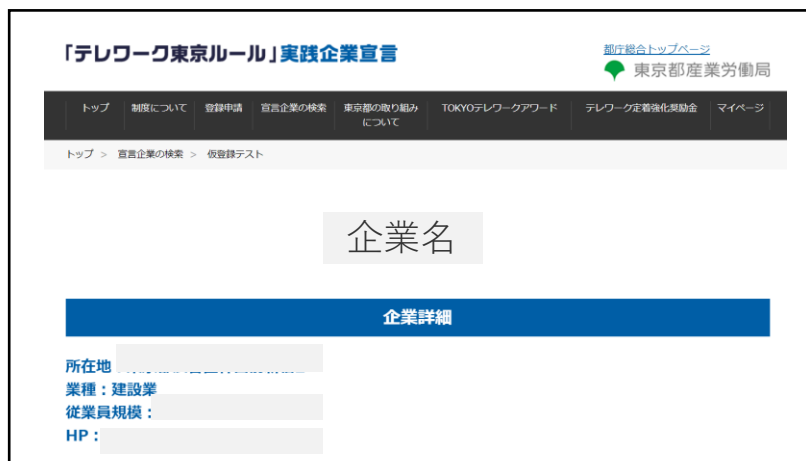 「テレワーク東京ルール」実践企業宣言
都庁総合トップページ
東京都産業労働局
トップ 制度について 登録申請 宣言企業の検索 東京都の取り組みについて TOKYOテレワークアワード テレワーク定着強化奨励金 マイページ
トップ > 宣言企業の検索 > 仮登録テスト
企業名
企業詳細
所在地
業種：建設業
従業員規模：
HP：